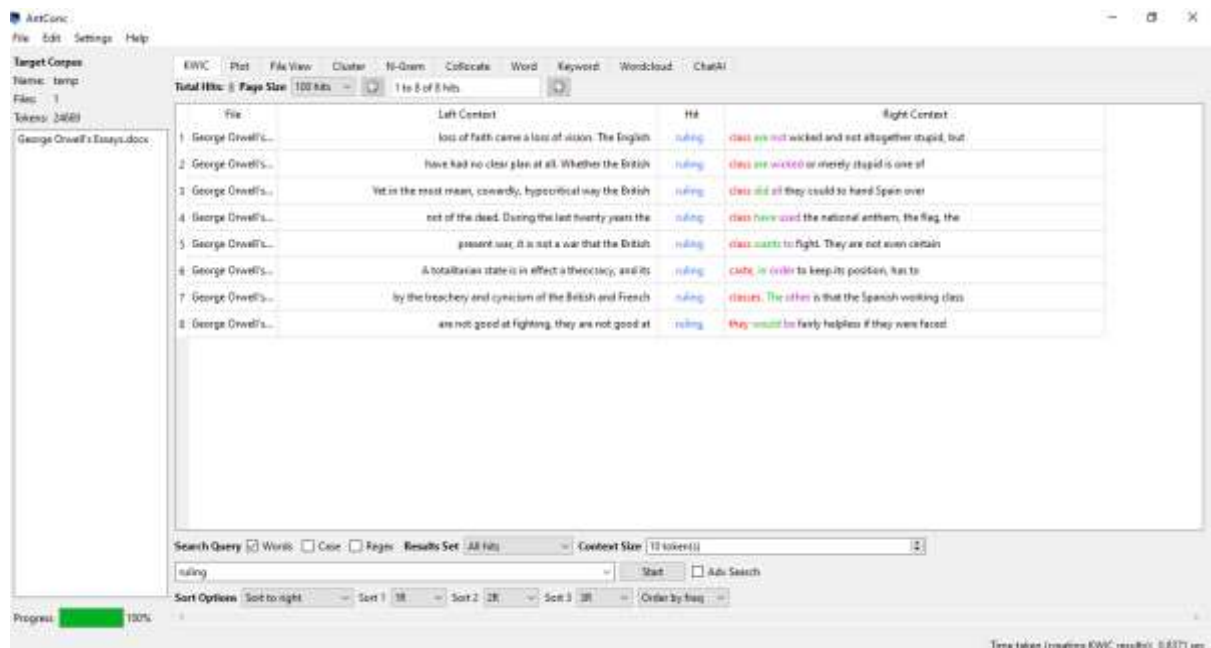 AntConc
File Edit Settings Help
Target Corpus
Name: temp
Files: 1
Tokens: 24669
George Orwell's Essays.docx
Progress 100%
KWIC Plot File View Cluster N-Gram Collocate Word Keyword Wordcloud ChatAI
Total Hits: 8 Page Size 100 hits 1 to 8 of 8 hits
File Left Context Hit Right Context
1 George Orwell's... loss of faith came a loss of vision. The English ruling class are not wicked and not altogether stupid, but
2 George Orwell's... have had no clear plan at all. Whether the British ruling class are wicked or merely stupid is one of
3 George Orwell's... Yet in the most mean, cowardly, hypocritical way the British ruling class did all they could to hand Spain over
4 George Orwell's... not of the dead. During the last twenty years the ruling class have used the national anthem, the flag, the
5 George Orwell's... present war, it is not a war that the British ruling class wants to fight. They are not even certain
6 George Orwell's... A totalitarian state is in effect a theocracy, and its ruling caste, in order to keep its position, has to
7 George Orwell's... by the treachery and cynicism of the British and French ruling classes. The other is that the Spanish working class
8 George Orwell's... are not good at fighting, they are not good at ruling they would be fairly helpless if they were faced
Search Query Words Case Regex Results Set All hits Context Size 10 token(s)
ruling Start Adv Search
Sort Options Sort to right Sort 1 1R Sort 2 2R Sort 3 3R Order by freq
Time taken (creating KWIC results): sec